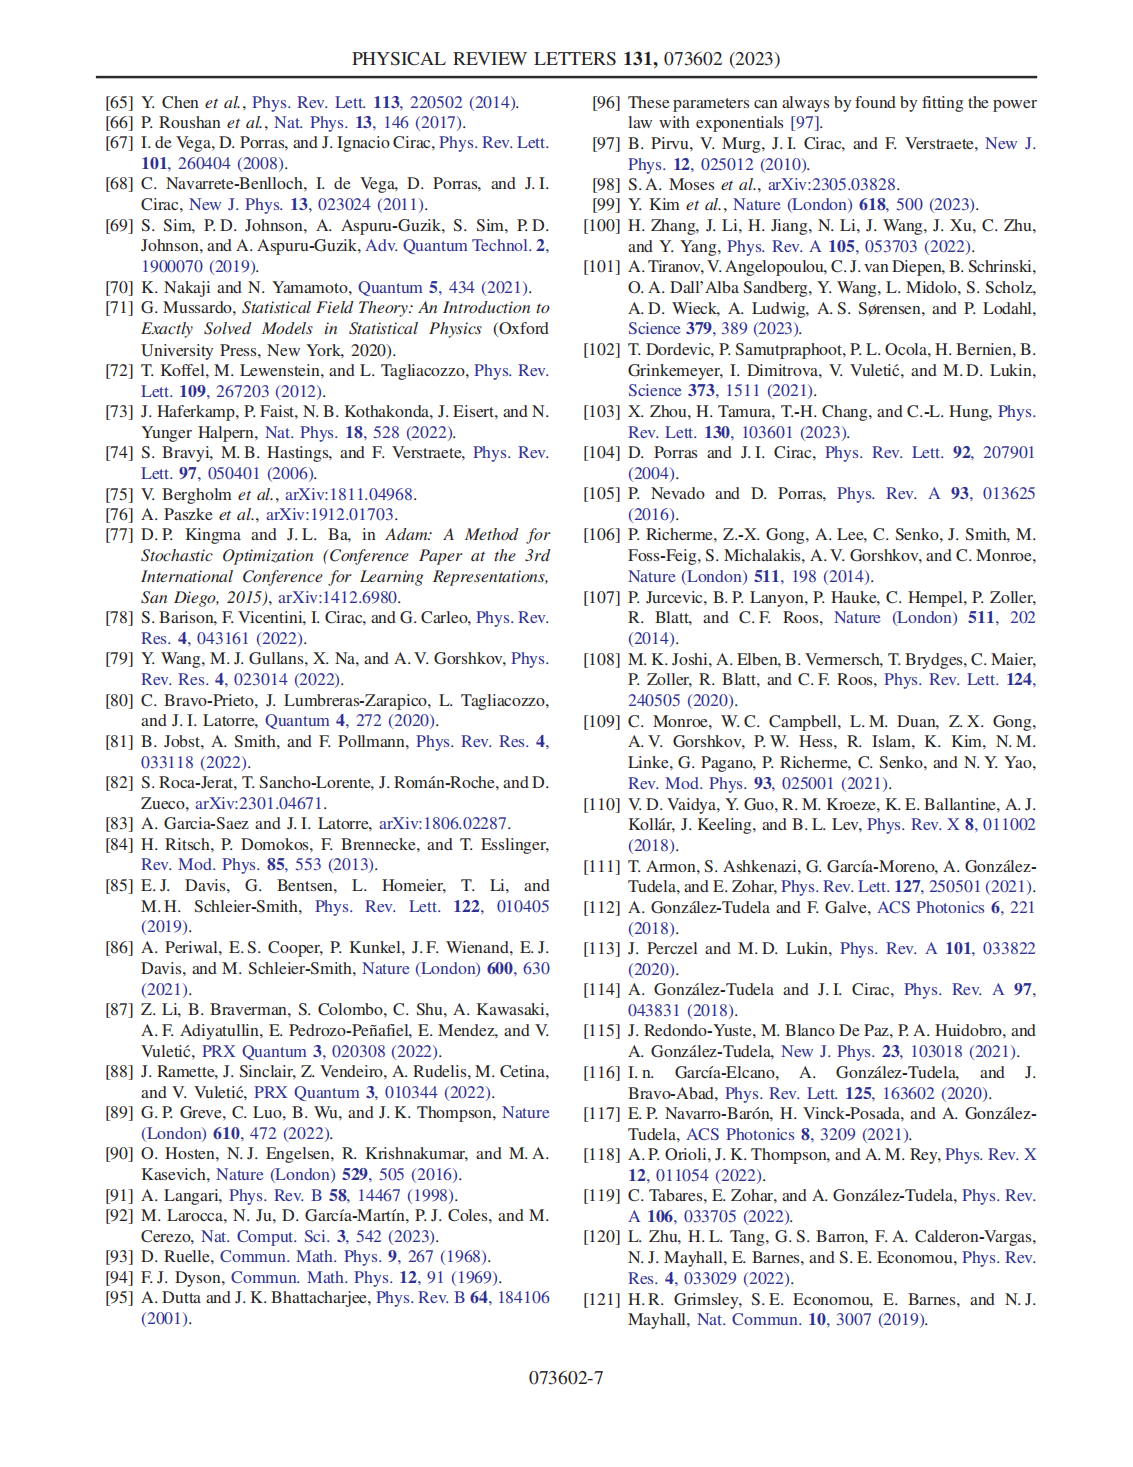 PHYSICAL REVIEW LETTERS 131, 073602 (2023)
[65] Y. Chen et al., Phys. Rev. Lett. 113, 220502 (2014).
[66] P. Roushan et al., Nat. Phys. 13, 146 (2017).
[67] I. de Vega, D. Porras, and J. Ignacio Cirac, Phys. Rev. Lett.
101, 260404 (2008).
[68] C. Navarrete-Benlloch, I. de Vega, D. Porras, and J. I.
Cirac, New J. Phys. 13, 023024 (2011).
[69] S. Sim, P. D. Johnson, A. Aspuru-Guzik, S. Sim, P. D.
Johnson, and A. Aspuru-Guzik, Adv. Quantum Technol. 2,
1900070 (2019).
[70] K. Nakaji and N. Yamamoto, Quantum 5, 434 (2021).
[71] G. Mussardo, Statistical Field Theory: An Introduction to
Exactly Solved Models in Statistical Physics (Oxford
University Press, New York, 2020).
[72] T. Koffel, M. Lewenstein, and L. Tagliacozzo, Phys. Rev.
Lett. 109, 267203 (2012).
[73] J. Haferkamp, P. Faist, N. B. Kothakonda, J. Eisert, and N.
Yunger Halpern, Nat. Phys. 18, 528 (2022).
[74] S. Bravyi, M. B. Hastings, and F. Verstraete, Phys. Rev.
Lett. 97, 050401 (2006).
[75] V. Bergholm et al., arXiv:1811.04968.
[76] A. Paszke et al., arXiv:1912.01703.
[77] D. P. Kingma and J. L. Ba, in Adam: A Method for
Stochastic Optimization (Conference Paper at the 3rd
International Conference for Learning Representations,
San Diego, 2015), arXiv:1412.6980.
[78] S. Barison, F. Vicentini, I. Cirac, and G. Carleo, Phys. Rev.
Res. 4, 043161 (2022).
[79] Y. Wang, M. J. Gullans, X. Na, and A. V. Gorshkov, Phys.
Rev. Res. 4, 023014 (2022).
[80] C. Bravo-Prieto, J. Lumbreras-Zarapico, L. Tagliacozzo,
and J. I. Latorre, Quantum 4, 272 (2020).
[81] B. Jobst, A. Smith, and F. Pollmann, Phys. Rev. Res. 4,
033118 (2022).
[82] S. Roca-Jerat, T. Sancho-Lorente, J. Román-Roche, and D.
Zueco, arXiv:2301.04671.
[83] A. Garcia-Saez and J. I. Latorre, arXiv:1806.02287.
[84] H. Ritsch, P. Domokos, F. Brennecke, and T. Esslinger,
Rev. Mod. Phys. 85, 553 (2013).
[85] E. J. Davis, G. Bentsen, L. Homeier, T. Li, and
M. H. Schleier-Smith, Phys. Rev. Lett. 122, 010405
(2019).
[86] A. Periwal, E. S. Cooper, P. Kunkel, J. F. Wienand, E. J.
Davis, and M. Schleier-Smith, Nature (London) 600, 630
(2021).
[87] Z. Li, B. Braverman, S. Colombo, C. Shu, A. Kawasaki,
A. F. Adiyatullin, E. Pedrozo-Peñafiel, E. Mendez, and V.
Vuletić, PRX Quantum 3, 020308 (2022).
[88] J. Ramette, J. Sinclair, Z. Vendeiro, A. Rudelis, M. Cetina,
and V. Vuletić, PRX Quantum 3, 010344 (2022).
[89] G. P. Greve, C. Luo, B. Wu, and J. K. Thompson, Nature
(London) 610, 472 (2022).
[90] O. Hosten, N. J. Engelsen, R. Krishnakumar, and M. A.
Kasevich, Nature (London) 529, 505 (2016).
[91] A. Langari, Phys. Rev. B 58, 14467 (1998).
[92] M. Larocca, N. Ju, D. García-Martín, P. J. Coles, and M.
Cerezo, Nat. Comput. Sci. 3, 542 (2023).
[93] D. Ruelle, Commun. Math. Phys. 9, 267 (1968).
[94] F. J. Dyson, Commun. Math. Phys. 12, 91 (1969).
[95] A. Dutta and J. K. Bhattacharjee, Phys. Rev. B 64, 184106
(2001).
[96] These parameters can always by found by fitting the power
law with exponentials [97].
[97] B. Pirvu, V. Murg, J. I. Cirac, and F. Verstraete, New J.
Phys. 12, 025012 (2010).
[98] S. A. Moses et al., arXiv:2305.03828.
[99] Y. Kim et al., Nature (London) 618, 500 (2023).
[100] H. Zhang, J. Li, H. Jiang, N. Li, J. Wang, J. Xu, C. Zhu,
and Y. Yang, Phys. Rev. A 105, 053703 (2022).
[101] A. Tiranov, V. Angelopoulou, C. J. van Diepen, B. Schrinski,
O. A. Dall'Alba Sandberg, Y. Wang, L. Midolo, S. Scholz,
A. D. Wieck, A. Ludwig, A. S. Sørensen, and P. Lodahl,
Science 379, 389 (2023).
[102] T. Dordevic, P. Samutpraphoot, P. L. Ocola, H. Bernien, B.
Grinkemeyer, I. Dimitrova, V. Vuletić, and M. D. Lukin,
Science 373, 1511 (2021).
[103] X. Zhou, H. Tamura, T.-H. Chang, and C.-L. Hung, Phys.
Rev. Lett. 130, 103601 (2023).
[104] D. Porras and J. I. Cirac, Phys. Rev. Lett. 92, 207901
(2004).
[105] P. Nevado and D. Porras, Phys. Rev. A 93, 013625
(2016).
[106] P. Richerme, Z.-X. Gong, A. Lee, C. Senko, J. Smith, M.
Foss-Feig, S. Michalakis, A. V. Gorshkov, and C. Monroe,
Nature (London) 511, 198 (2014).
[107] P. Jurcevic, B. P. Lanyon, P. Hauke, C. Hempel, P. Zoller,
R. Blatt, and C. F. Roos, Nature (London) 511, 202
(2014).
[108] M. K. Joshi, A. Elben, B. Vermersch, T. Brydges, C. Maier,
P. Zoller, R. Blatt, and C. F. Roos, Phys. Rev. Lett. 124,
240505 (2020).
[109] C. Monroe, W. C. Campbell, L. M. Duan, Z. X. Gong,
A. V. Gorshkov, P. W. Hess, R. Islam, K. Kim, N. M.
Linke, G. Pagano, P. Richerme, C. Senko, and N. Y. Yao,
Rev. Mod. Phys. 93, 025001 (2021).
[110] V. D. Vaidya, Y. Guo, R. M. Kroeze, K. E. Ballantine, A. J.
Kollár, J. Keeling, and B. L. Lev, Phys. Rev. X 8, 011002
(2018).
[111] T. Armon, S. Ashkenazi, G. García-Moreno, A. González-
Tudela, and E. Zohar, Phys. Rev. Lett. 127, 250501 (2021).
[112] A. González-Tudela and F. Galve, ACS Photonics 6, 221
(2018).
[113] J. Perczel and M. D. Lukin, Phys. Rev. A 101, 033822
(2020).
[114] A. González-Tudela and J. I. Cirac, Phys. Rev. A 97,
043831 (2018).
[115] J. Redondo-Yuste, M. Blanco De Paz, P. A. Huidobro, and
A. González-Tudela, New J. Phys. 23, 103018 (2021).
[116] I. n. García-Elcano, A. González-Tudela, and J.
Bravo-Abad, Phys. Rev. Lett. 125, 163602 (2020).
[117] E. P. Navarro-Barón, H. Vinck-Posada, and A. González-
Tudela, ACS Photonics 8, 3209 (2021).
[118] A. P. Orioli, J. K. Thompson, and A. M. Rey, Phys. Rev. X
12, 011054 (2022).
[119] C. Tabares, E. Zohar, and A. González-Tudela, Phys. Rev.
A 106, 033705 (2022).
[120] L. Zhu, H. L. Tang, G. S. Barron, F. A. Calderon-Vargas,
N. J. Mayhall, E. Barnes, and S. E. Economou, Phys. Rev.
Res. 4, 033029 (2022).
[121] H. R. Grimsley, S. E. Economou, E. Barnes, and N. J.
Mayhall, Nat. Commun. 10, 3007 (2019).
073602-7